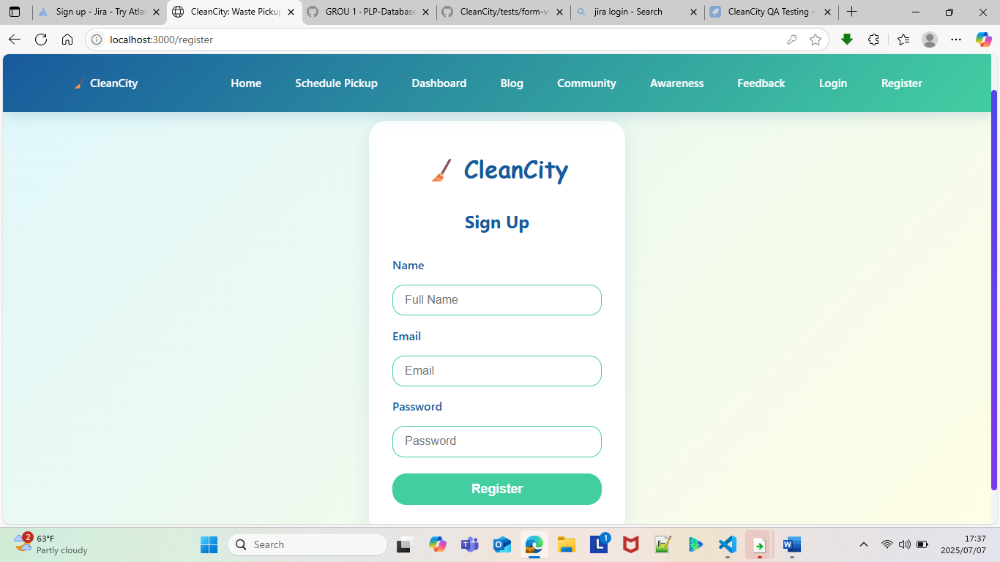 Sign up - Jira - Try Atlas
CleanCity: Waste Pickup
GROU 1 · PLP-Database
CleanCity/tests/form-va
jira login - Search
CleanCity QA Testing -
localhost:3000/register
CleanCity
Home
Schedule Pickup
Dashboard
Blog
Community
Awareness
Feedback
Login
Register
CleanCity
Sign Up
Name
Full Name
Email
Email
Password
Password
Register
2
63°F
Partly cloudy
Search
L
1
W
17:37
2025/07/07